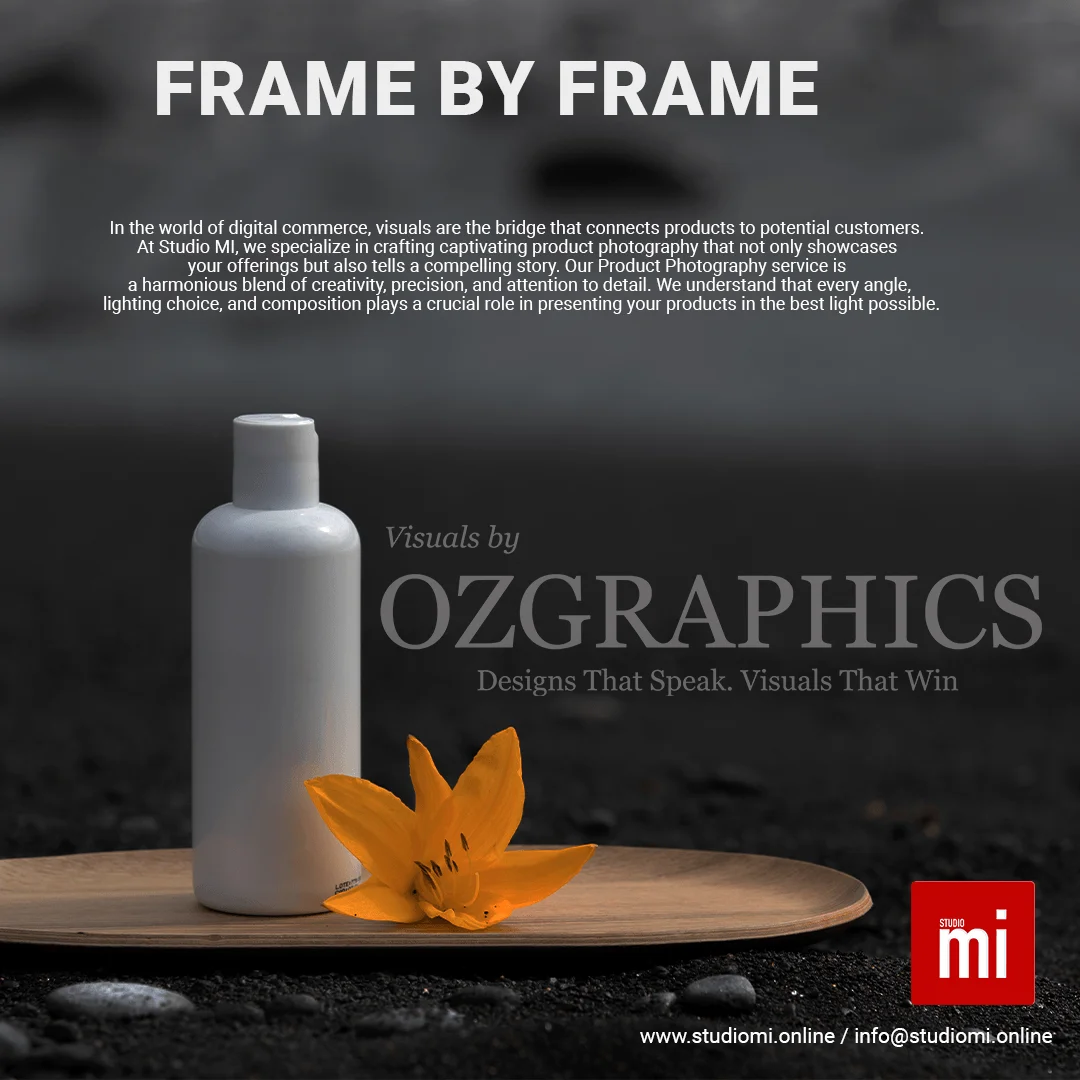 FRAME BY FRAME
In the world of digital commerce, visuals are the bridge that connects products to potential customers.
At Studio MI, we specialize in crafting captivating product photography that not only showcases
your offerings but also tells a compelling story. Our Product Photography service is
a harmonious blend of creativity, precision, and attention to detail. We understand that every angle,
lighting choice, and composition plays a crucial role in presenting your products in the best light possible.
Visuals by
OZGRAPHICS
Designs That Speak. Visuals That Win
STUDIO
mi
www.studiomi.online / info@studiomi.online